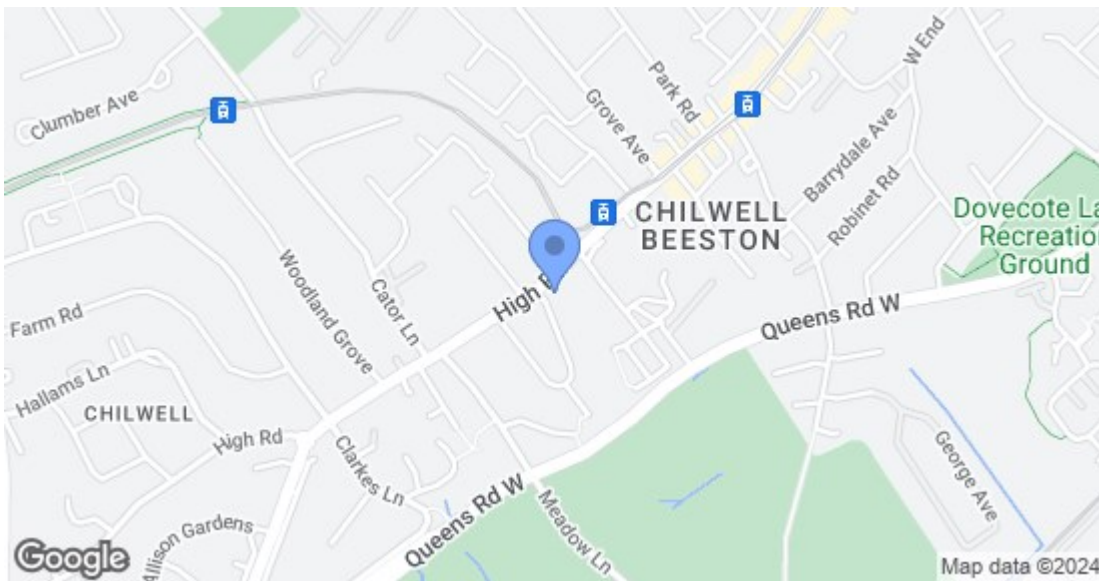 Clumber Ave
Park Rd
W End
Grove Ave
Barrydale Ave
Robinet Rd
CHILWELL
BEESTON
Dovecote La
Recreation
Ground
Woodland Grove
Cator Ln
High
Queens Rd W
Farm Rd
Hallams Ln
CHILWELL
High Rd
Clarkes Ln
George Ave
Queens Rd W
Meadow Ln
Allison Gardens
Google
Map data ©2024